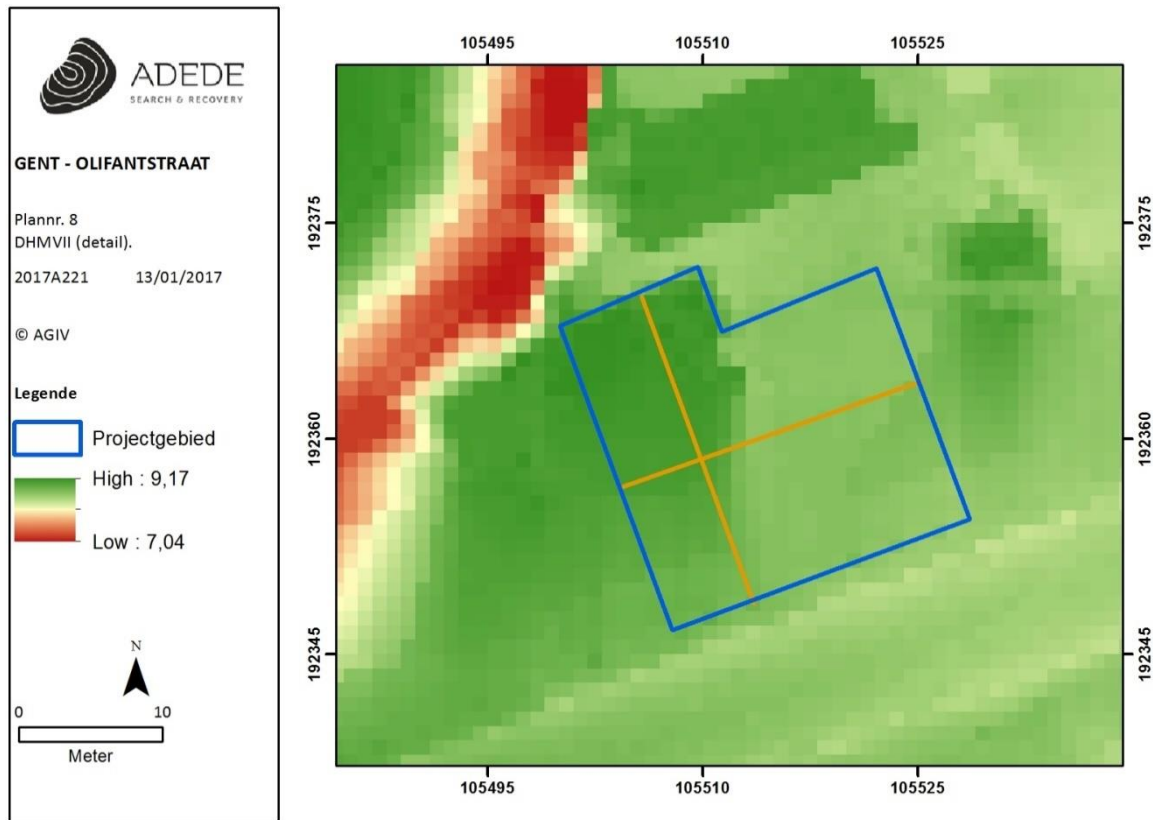 ADEDE
SEARCH & RECOVERY
GENT - OLIFANTSTRAAT
Plannr. 8
DHMVII (detail).
2017A221 13/01/2017
© AGIV
Legende
Projectgebied
High : 9,17
Low : 7,04
N
0 10
Meter
105495 105510 105525
192375 192375
192360 192360
192345 192345
105495 105510 105525